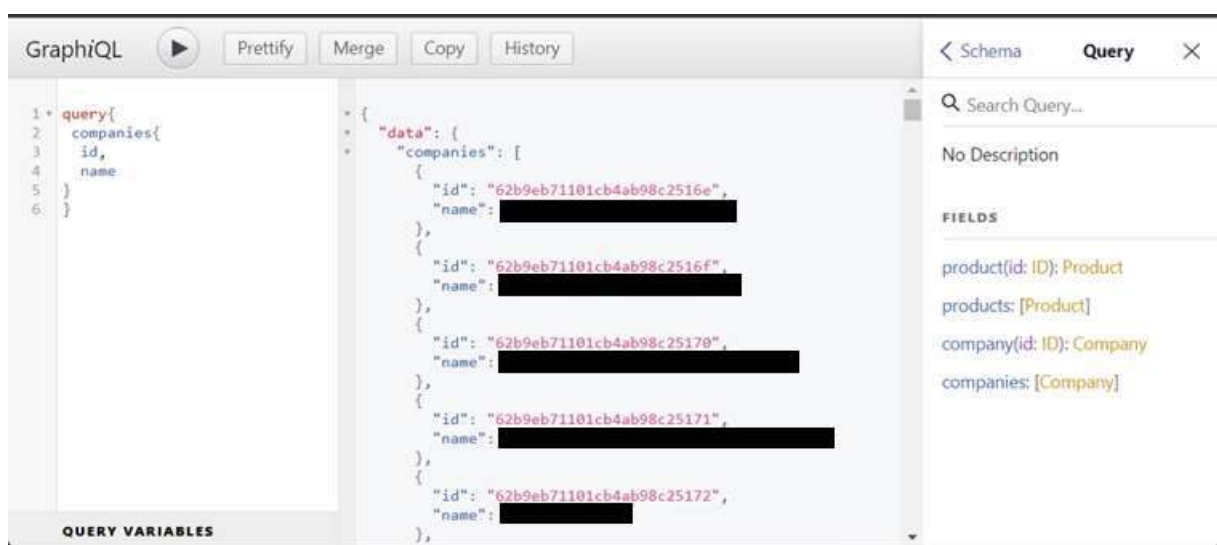 GraphiQL Prettify Merge Copy History
1 query{
2 companies{
3 id,
4 name
5 }
6 }
QUERY VARIABLES
{
"data": {
"companies": [
{
"id": "62b9eb71101cb4ab98c2516e",
"name":
},
{
"id": "62b9eb71101cb4ab98c2516f",
"name":
},
{
"id": "62b9eb71101cb4ab98c25170",
"name":
},
{
"id": "62b9eb71101cb4ab98c25171",
"name":
},
{
"id": "62b9eb71101cb4ab98c25172",
"name":
},
Schema Query
Search Query...
No Description
FIELDS
product(id: ID): Product
products: [Product]
company(id: ID): Company
companies: [Company]